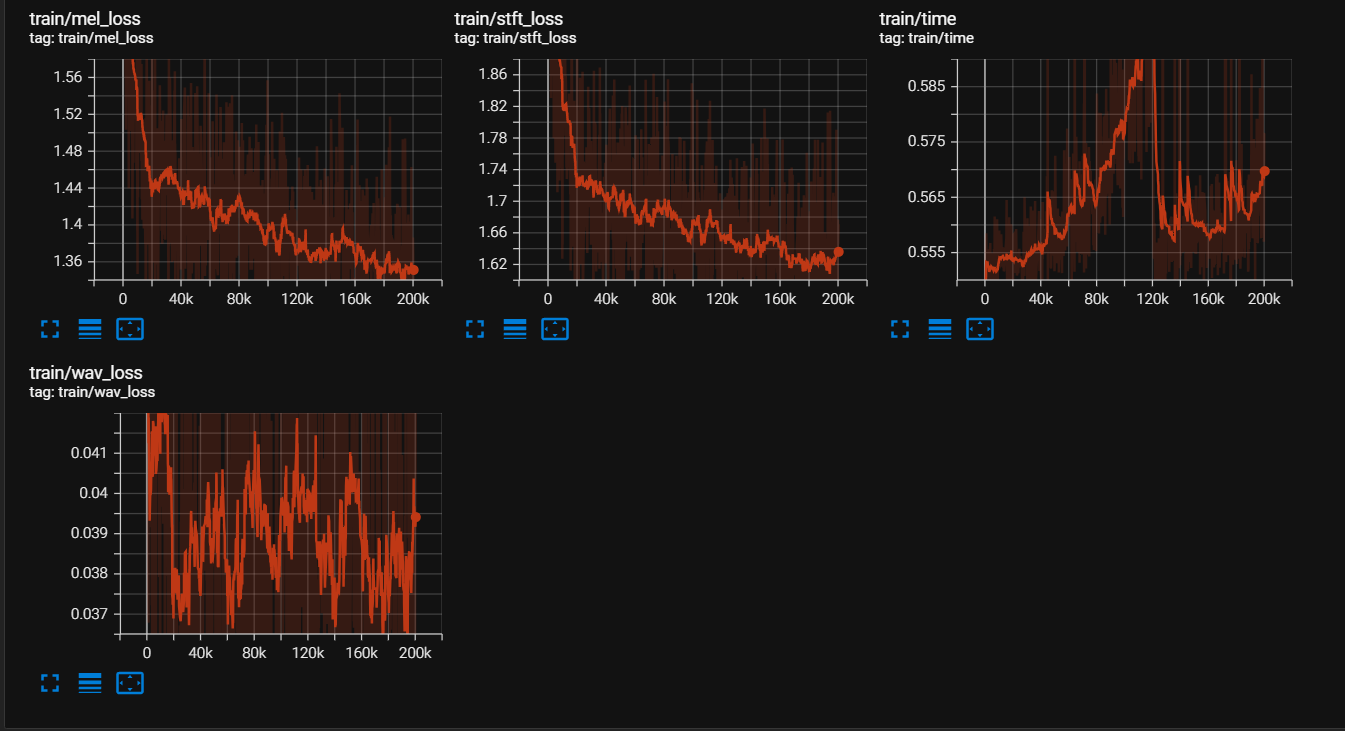 train/mel_loss
tag: train/mel_loss
1.56
1.52
1.48
1.44
1.4
1.36
0 40k 80k 120k 160k 200k
train/stft_loss
tag: train/stft_loss
1.86
1.82
1.78
1.74
1.7
1.66
1.62
0 40k 80k 120k 160k 200k
train/time
tag: train/time
0.585
0.575
0.565
0.555
0 40k 80k 120k 160k 200k
train/wav_loss
tag: train/wav_loss
0.041
0.04
0.039
0.038
0.037
0 40k 80k 120k 160k 200k